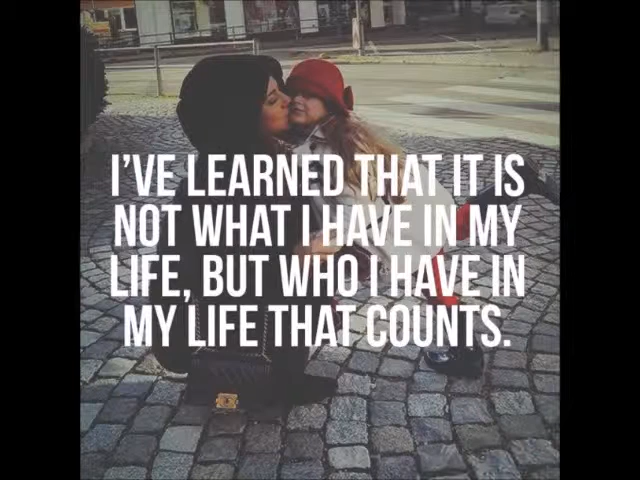 I'VE LEARNED THAT IT IS
NOT WHAT I HAVE IN MY
LIFE, BUT WHO I HAVE IN
MY LIFE THAT COUNTS.